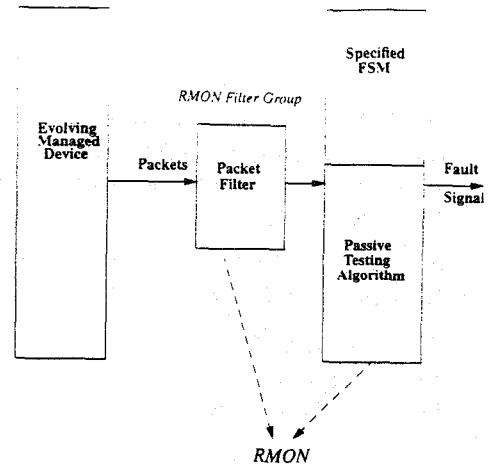 Specified
FSM
RMON Filter Group
Evolving
Managed
Device
Packets
Packet
Filter
Fault
Signal
Passive
Testing
Algorithm
RMON